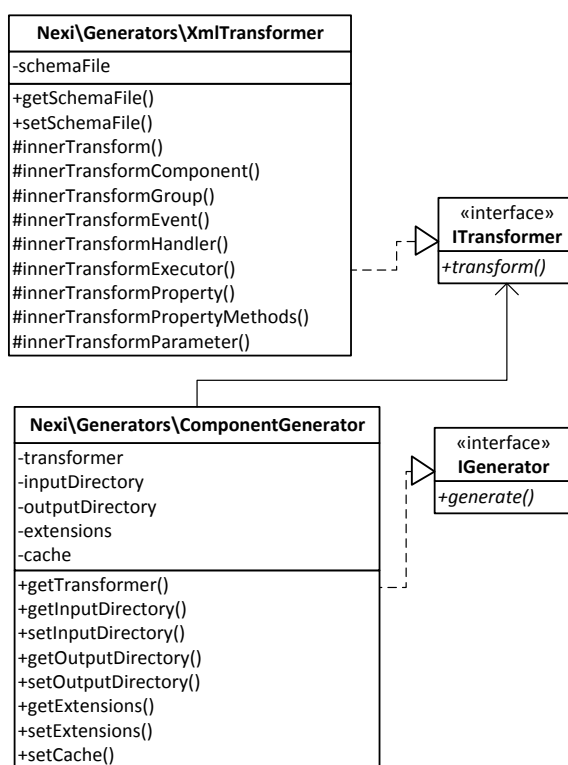 Nexi\Generators\XmlTransformer
-schemaFile
+getSchemaFile()
+setSchemaFile()
#innerTransform()
#innerTransformComponent()
#innerTransformGroup()
#innerTransformEvent()
#innerTransformHandler()
#innerTransformExecutor()
#innerTransformProperty()
#innerTransformPropertyMethods()
#innerTransformParameter()
«interface»
ITransformer
+transform()
Nexi\Generators\ComponentGenerator
-transformer
-inputDirectory
-outputDirectory
-extensions
-cache
+getTransformer()
+getInputDirectory()
+setInputDirectory()
+getOutputDirectory()
+setOutputDirectory()
+getExtensions()
+setExtensions()
+setCache()
«interface»
IGenerator
+generate()